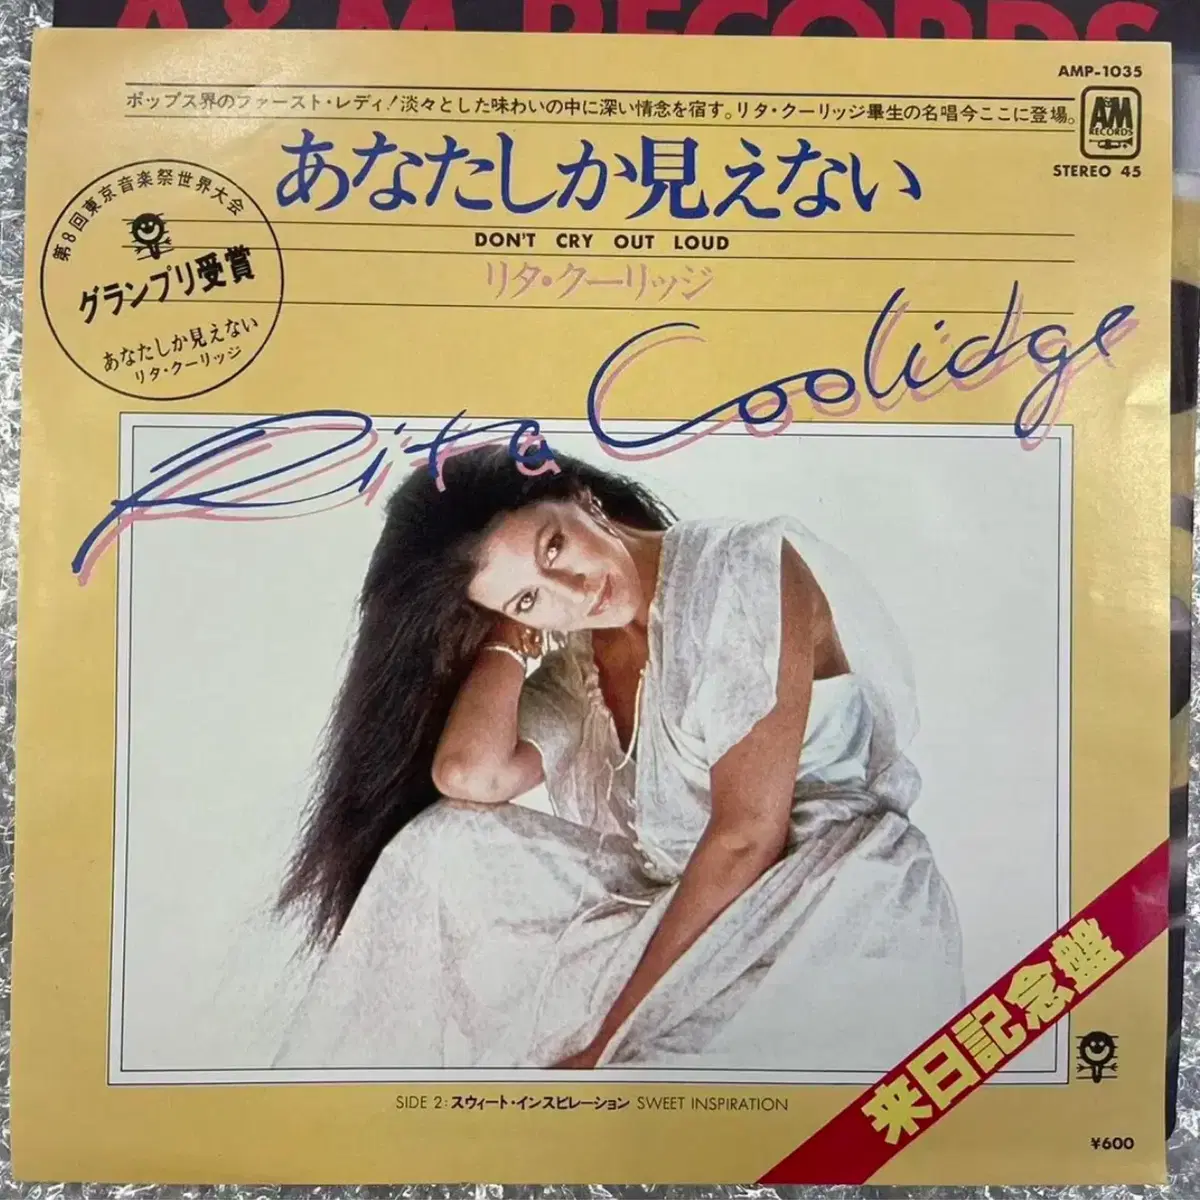 A&M RECORDS
AMP-1035
ポップス界のファースト・レディ!淡々とした味わいの中に深い情念を宿す。リタ・クーリッジ畢生の名唱今ここに登場。
A&M
RECORDS
STEREO 45
あなたしか見えない
DON'T CRY OUT LOUD
リタ・クーリッジ
第8回東京音楽祭世界大会
グランプリ受賞
あなたしか見えない
リタ・クーリッジ
Rita Coolidge
来日記念盤
SIDE 2:スウィート・インスピレーション SWEET INSPIRATION
¥600